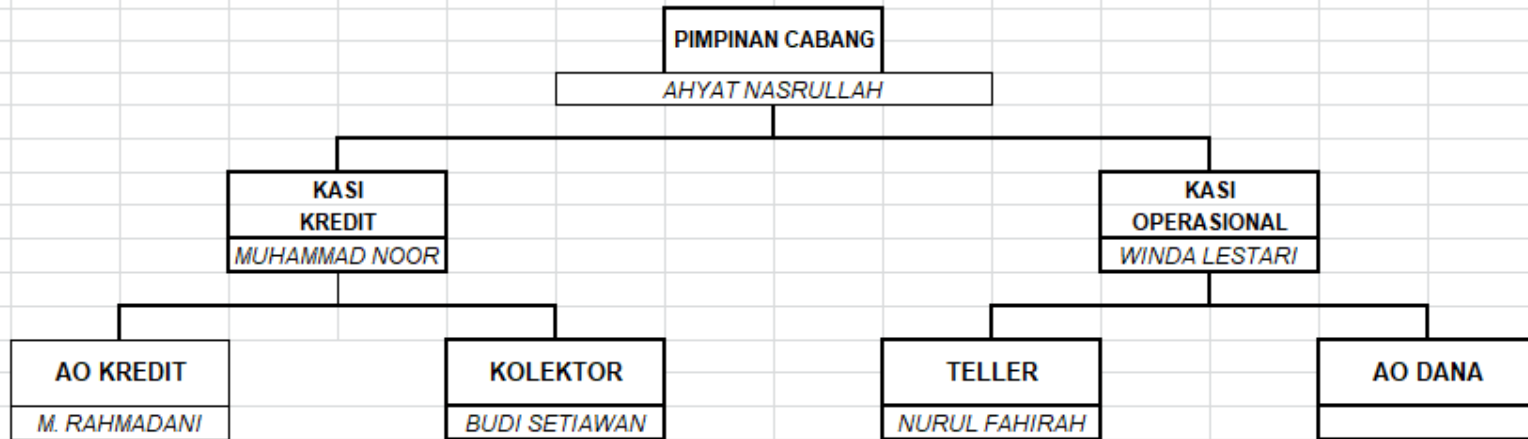 PIMPINAN CABANG
AHYAT NASRULLAH
KASI
KREDIT
MUHAMMAD NOOR
KASI
OPERASIONAL
WINDA LESTARI
AO KREDIT
M. RAHMADANI
KOLEKTOR
BUDI SETIAWAN
TELLER
NURUL FAHIRAH
AO DANA